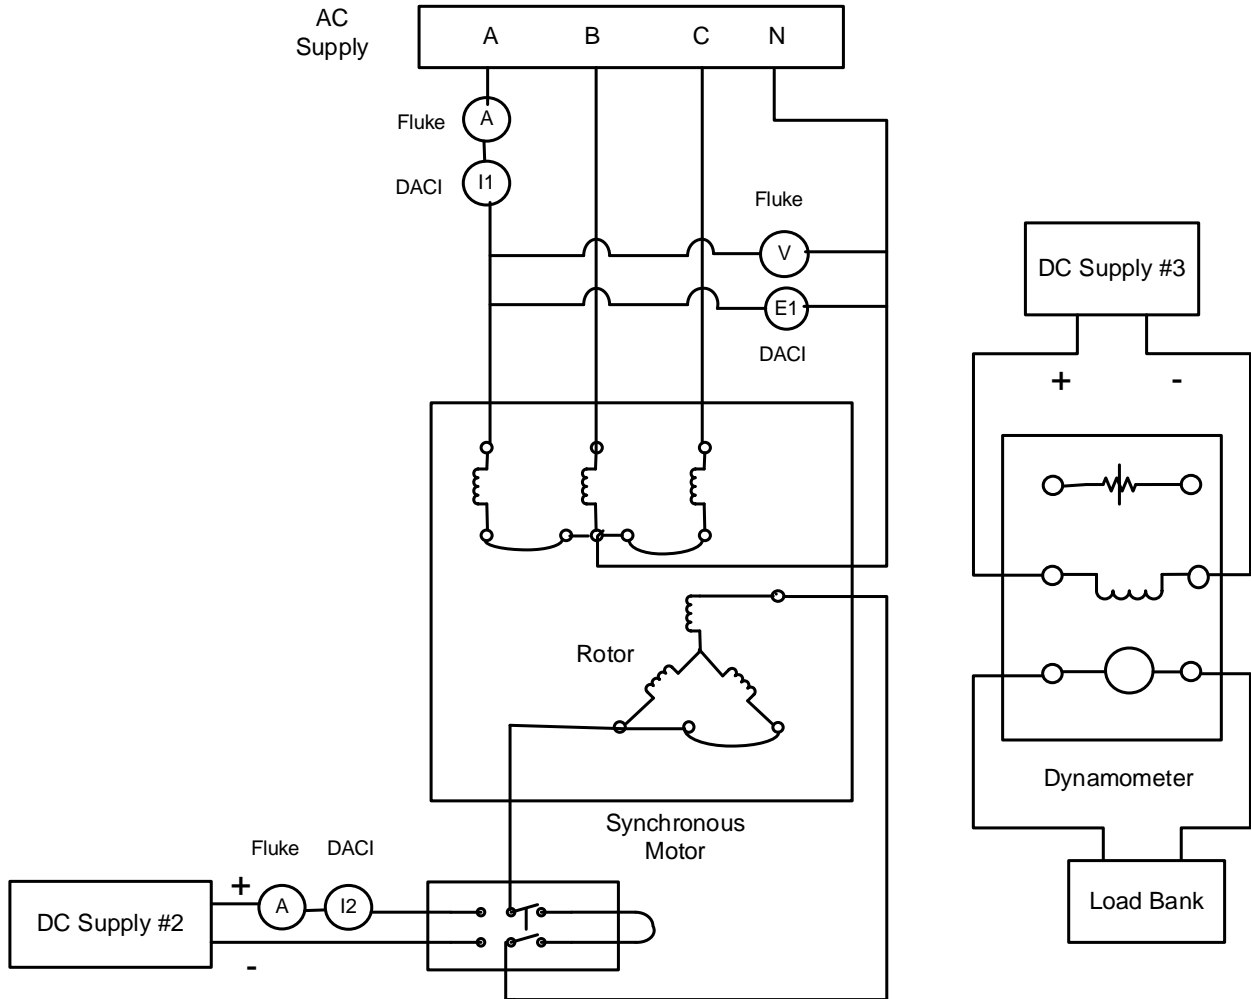 AC
Supply
A B C N
Fluke
A
DACI
I1
Fluke
V
E1
DACI
DC Supply #3
+ -
Rotor
Dynamometer
Synchronous
Motor
Fluke DACI
+
DC Supply #2
A
I2
-
Load Bank